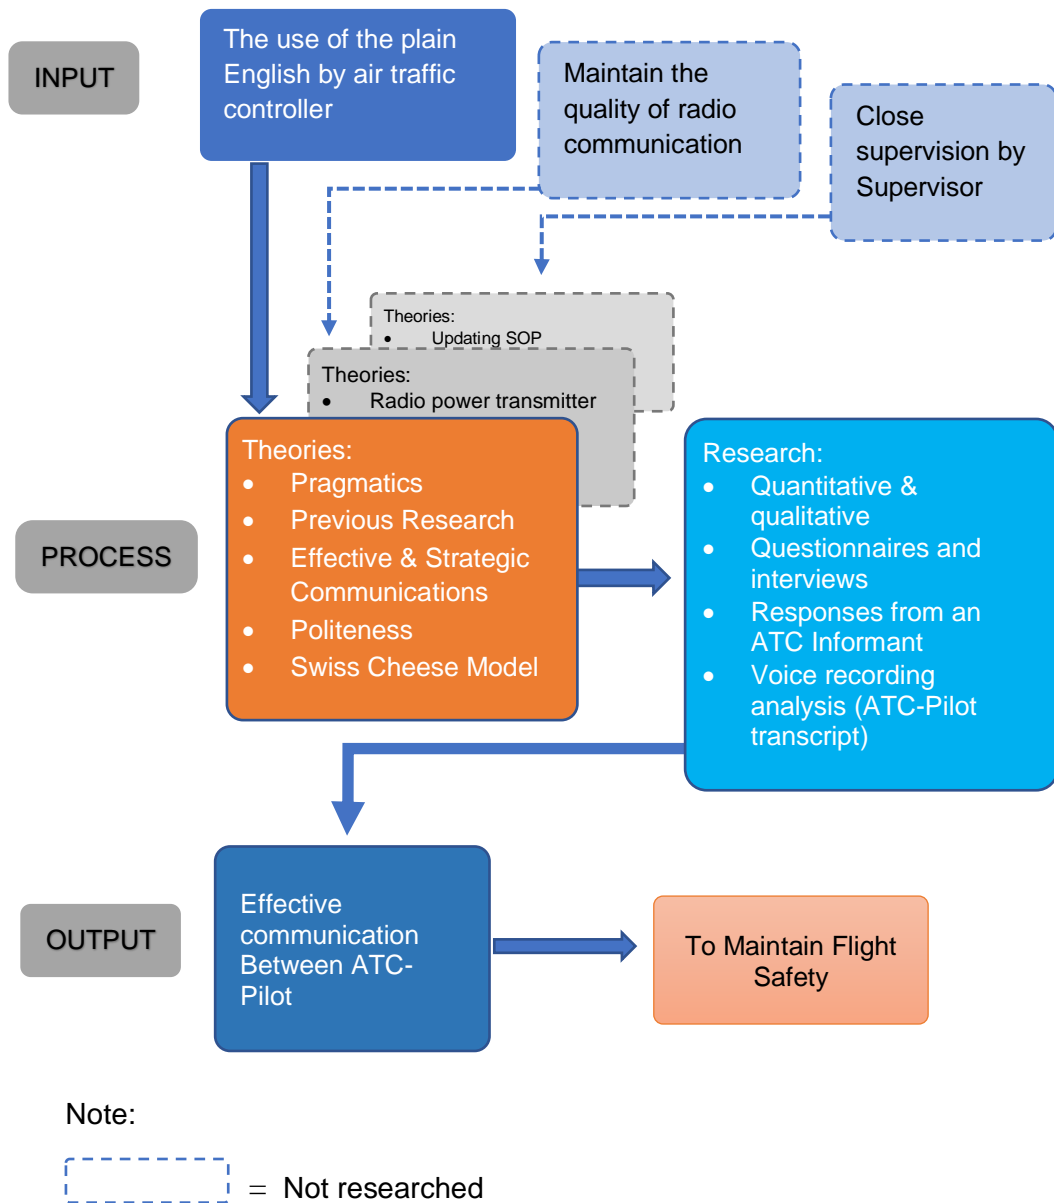 INPUT
The use of the plain
English by air traffic
controller
Maintain the
quality of radio
communication
Close
supervision by
Supervisor
Theories:
• Updating SOP
Theories:
• Radio power transmitter
PROCESS
Theories:
• Pragmatics
• Previous Research
• Effective & Strategic
Communications
• Politeness
• Swiss Cheese Model
Research:
• Quantitative &
qualitative
• Questionnaires and
interviews
• Responses from an
ATC Informant
• Voice recording
analysis (ATC-Pilot
transcript)
OUTPUT
Effective
communication
Between ATC-
Pilot
To Maintain Flight
Safety
Note:
= Not researched